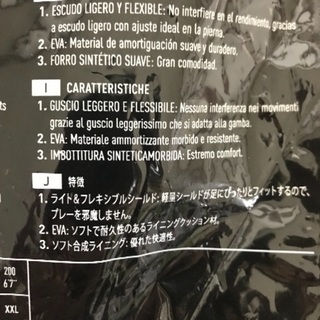 1. ESCUDO LIGERO Y FLEXIBLE: No interfiere en el rendimiento, gracias
a escudo ligero con ajuste ideal en la pierna.
2. EVA: Material de amortiguación suave y duradero.
3. FORRO SINTÉTICO SUAVE: Gran comodidad.
I CARATTERISTICHE
1. GUSCIO LEGGERO E FLESSIBILE: Nessuna interferenza nei movimenti
grazie al guscio leggerissimo che si adatta alla gamba.
2. EVA: Materiale ammortizzante morbido e resistente.
3. IMBOTTITURA SINTETICAMORBIDA: Estremo comfort.
J 特徴
1. ライト&フレキシブルシールド: 軽量シールドが足にぴったりとフィットするので、
プレーを邪魔しません。
2. EVA: ソフトで耐久性のあるライニングクッション材。
3. ソフト合成ライニング: 優れた快適性。
ts
200
6'7"
XXL